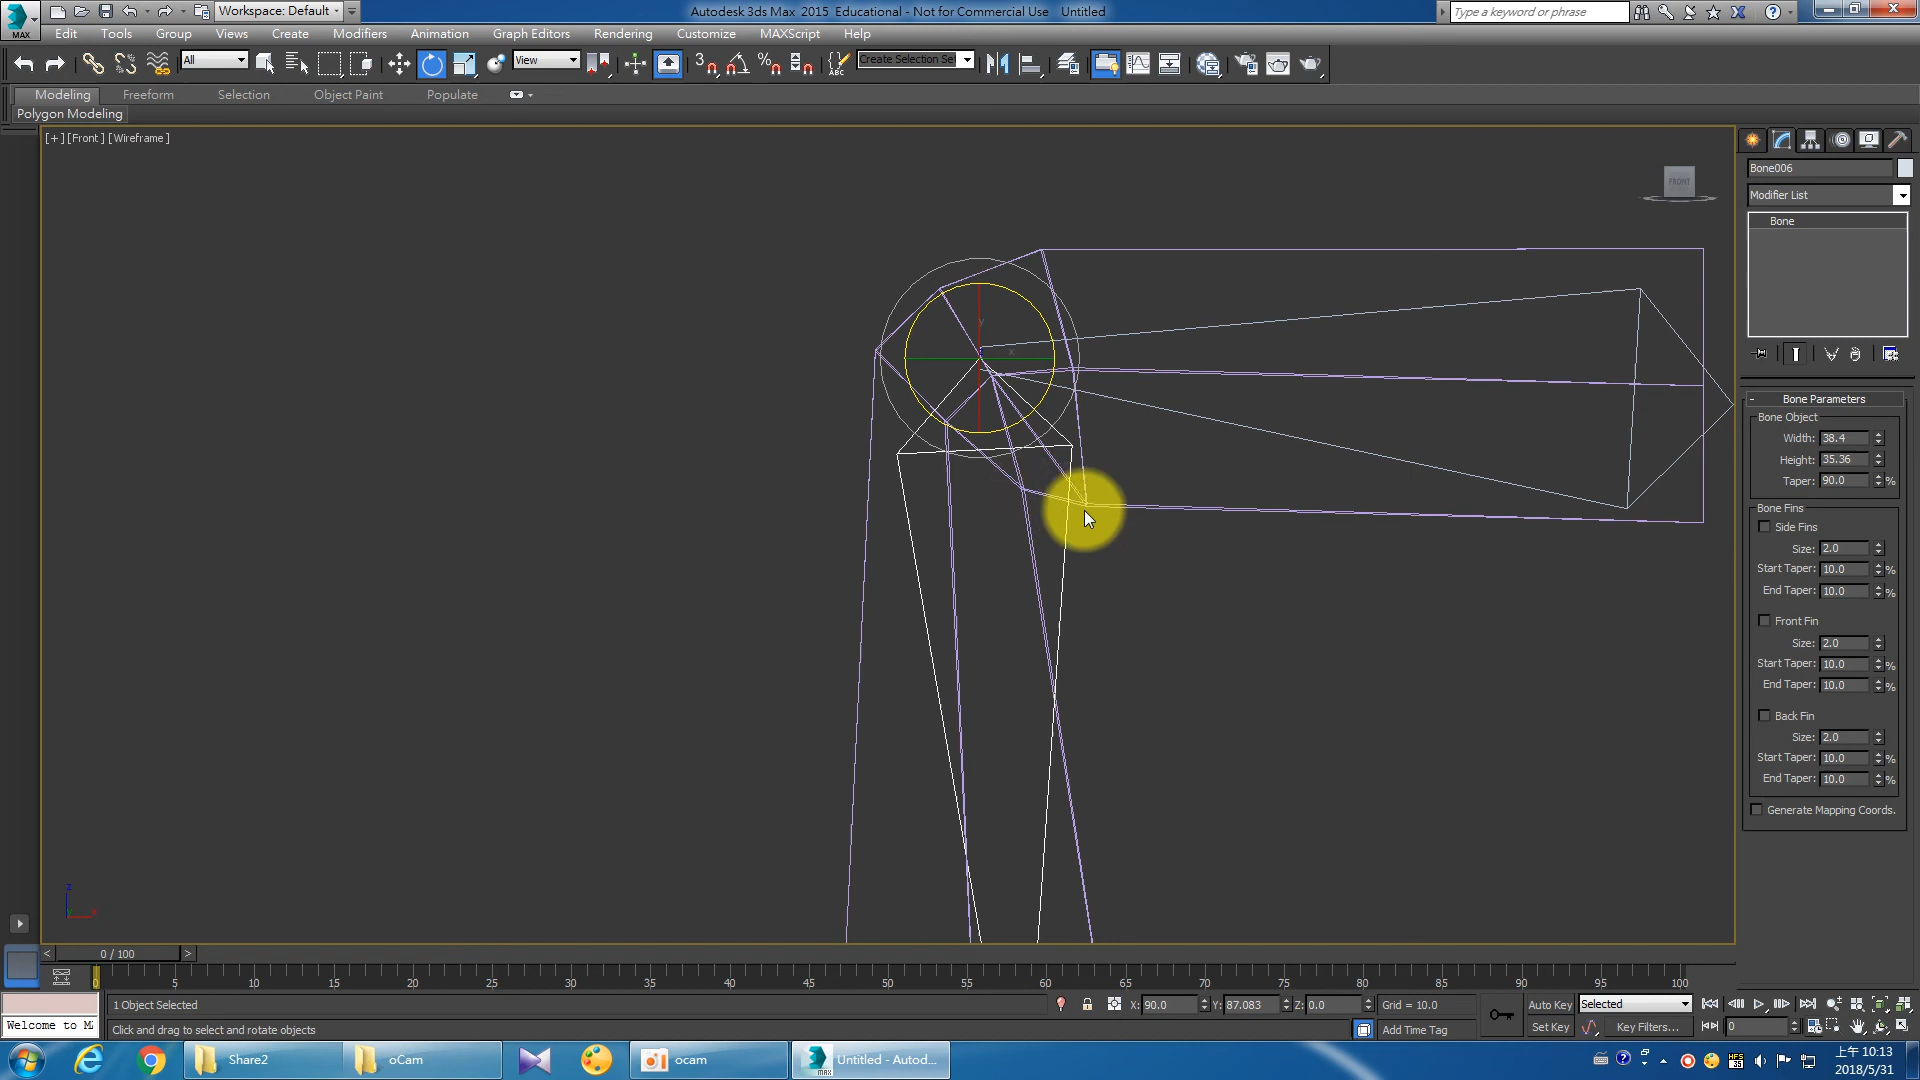 Workspace: Default
Autodesk 3ds Max 2015 Educational - Not for Commercial Use Untitled
Type a keyword or phrase
MAX
Edit Tools Group Views Create Modifiers Animation Graph Editors Rendering Customize MAXScript Help
All
View
3
%
ABC
Create Selection Se
Modeling Freeform Selection Object Paint Populate
Polygon Modeling
[+][Front][Wireframe]
FRONT
y
x
z
x
Bone006
Modifier List
Bone
- Bone Parameters
Bone Object
Width: 38.4
Height: 35.36
Taper: 90.0 %
Bone Fins
Side Fins
Size: 2.0
Start Taper: 10.0 %
End Taper: 10.0 %
Front Fin
Size: 2.0
Start Taper: 10.0 %
End Taper: 10.0 %
Back Fin
Size: 2.0
Start Taper: 10.0 %
End Taper: 10.0 %
Generate Mapping Coords.
< 0 / 100 >
0 5 10 15 20 25 30 35 40 45 50 55 60 65 70 75 80 85 90 95 100
1 Object Selected
X: 90.0 Y: 87.083 Z: 0.0 Grid = 10.0
Auto Key Selected
Welcome to M
Click and drag to select and rotate objects
Add Time Tag
Set Key Key Filters... 0
Share2 oCam ocam Untitled - Autod...
MAX
HFS
35
上午 10:13
2018/5/31